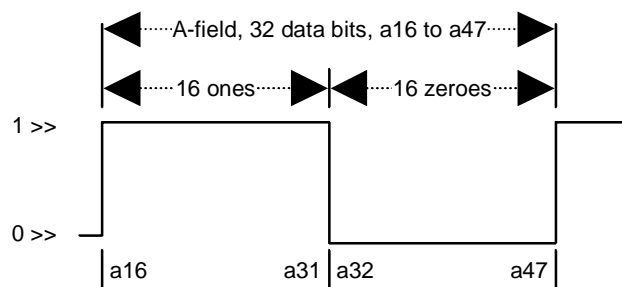 A-field, 32 data bits, a16 to a47
16 ones 16 zeroes
1 >>
0 >>
a16 a31 a32 a47